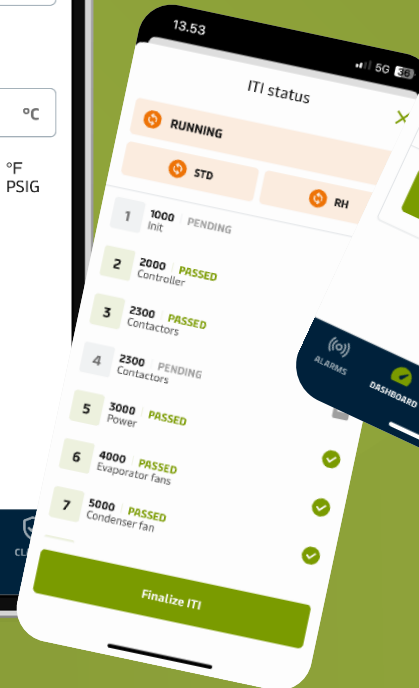 13.53
5G 36
ITI status
RUNNING
STD
RH
1 1000 PENDING
Init
2 2000 PASSED
Controller
3 2300 PASSED
Contactors
4 2300 PENDING
Contactors
5 3000 PASSED
Power
6 4000 PASSED
Evaporator fans
7 5000 PASSED
Condenser fan
Finalize ITI
°C
°F
PSIG
ALARMS
DASHBOARD